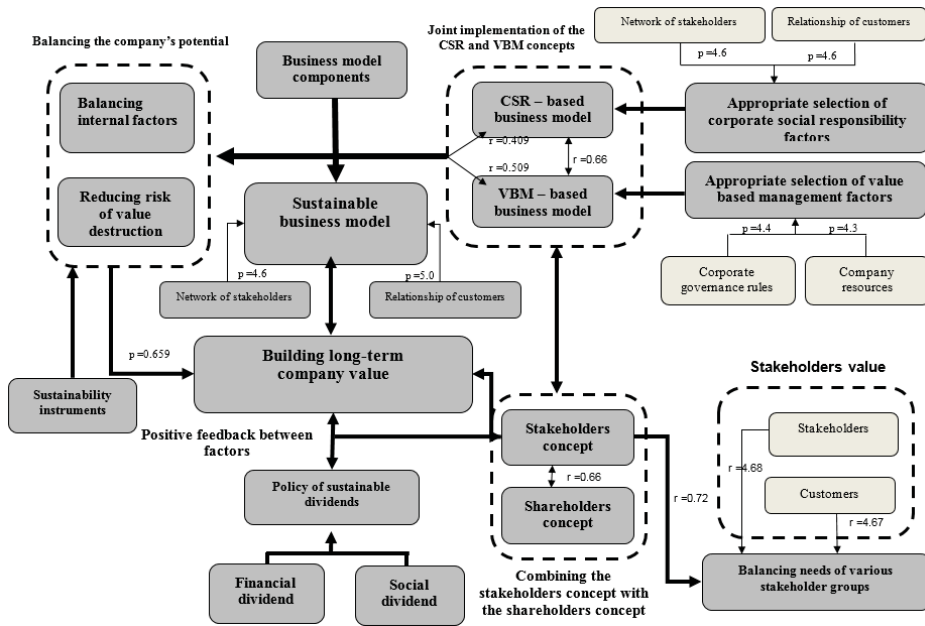 Network of stakeholders
Relationship of customers
p =4.6
p =4.6
Balancing the company's potential
Joint implementation of the
CSR and VBM concepts
Business model
components
Balancing
internal factors
CSR – based
business model
Appropriate selection of
corporate social responsibility
factors
r =0.409
r =0.66
r =0.509
Reducing risk
of value
destruction
Sustainable
business model
VBM – based
business model
Appropriate selection of value
based management factors
p =4.6
p =5.0
p =4.4
p =4.3
Network of stakeholders
Relationship of customers
Corporate
governance rules
Company
resources
p =0.659
Building long-term
company value
Stakeholders value
Sustainability
instruments
Positive feedback between
factors
Stakeholders
concept
Stakeholders
r =4.68
r =0.66
r =0.72
Policy of sustainable
dividends
Shareholders
concept
Customers
r =4.67
Financial
dividend
Social
dividend
Combining the
stakeholders concept with
the shareholders concept
Balancing needs of various
stakeholder groups